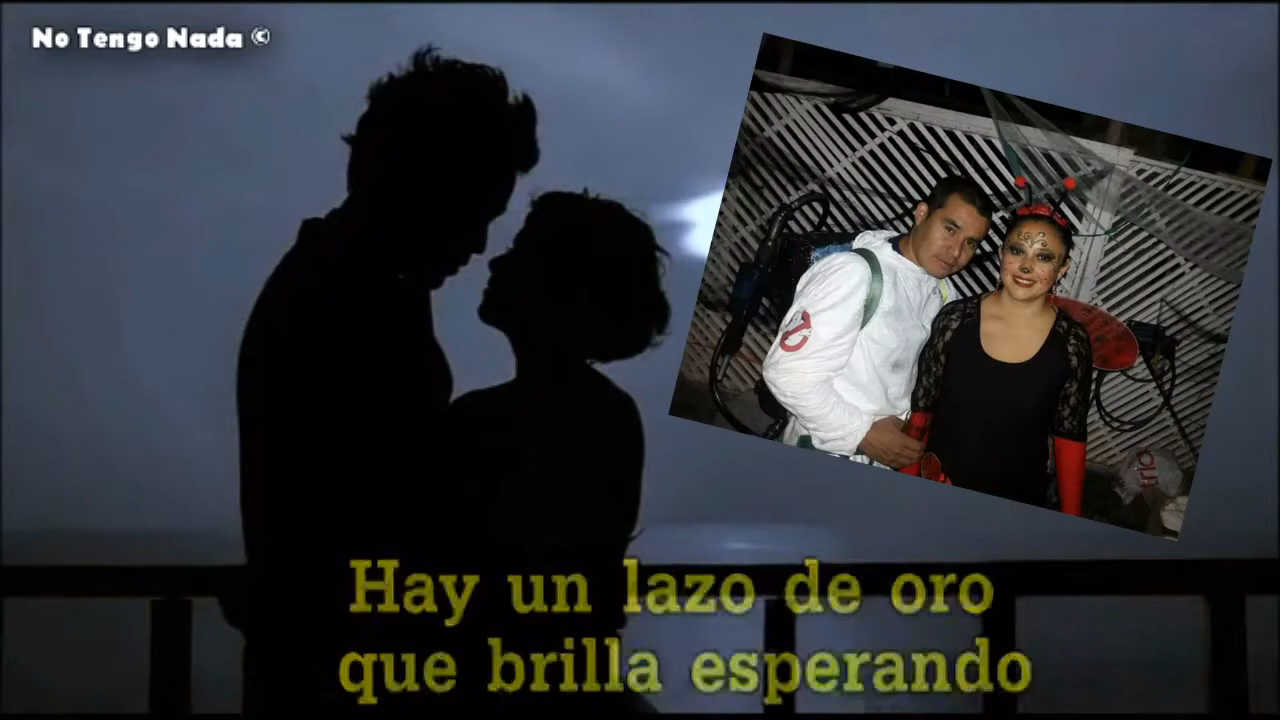 No Tengo Nada ©
Hay un lazo de oro
que brilla esperando